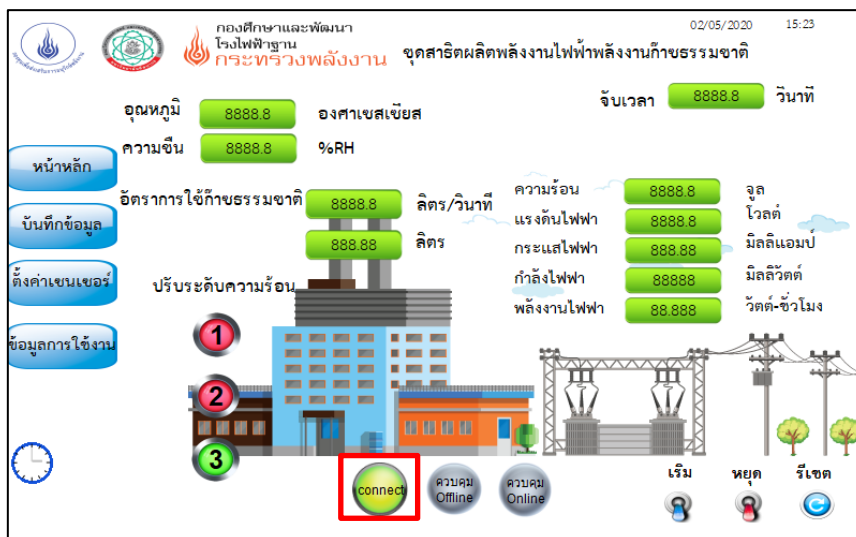 กองศึกษาและพัฒนา
โรงไฟฟ้าฐาน
กระทรวงพลังงาน
ชุดสาธิตผลิตพลังงานไฟฟ้าพลังงานก๊าซธรรมชาติ
02/05/2020 15:23
จับเวลา 8888.8 วินาที
อุณหภูมิ 8888.8 องศาเซลเซียส
ความชืน 8888.8 %RH
หน้าหลัก
บันทึกข้อมูล
ตั้งค่าเซนเซอร์
ข้อมูลการใช้งาน
อัตราการใช้ก๊าซธรรมชาติ 8888.8 ลิตร/วินาที
888.88 ลิตร
ความร้อน 8888.8 จูล
แรงดันไฟฟา 8888.8 โวลต์
กระแสไฟฟา 888.88 มิลลิแอมป์
กำลังไฟฟา 88888 มิลลิวัตต์
พลังงานไฟฟา 88.888 วัตต์-ชั่วโมง
ปรับระดับความร้อน
1
2
3
connect
ควบคุม
Offline
ควบคุม
Online
เริม หยุด รีเซต